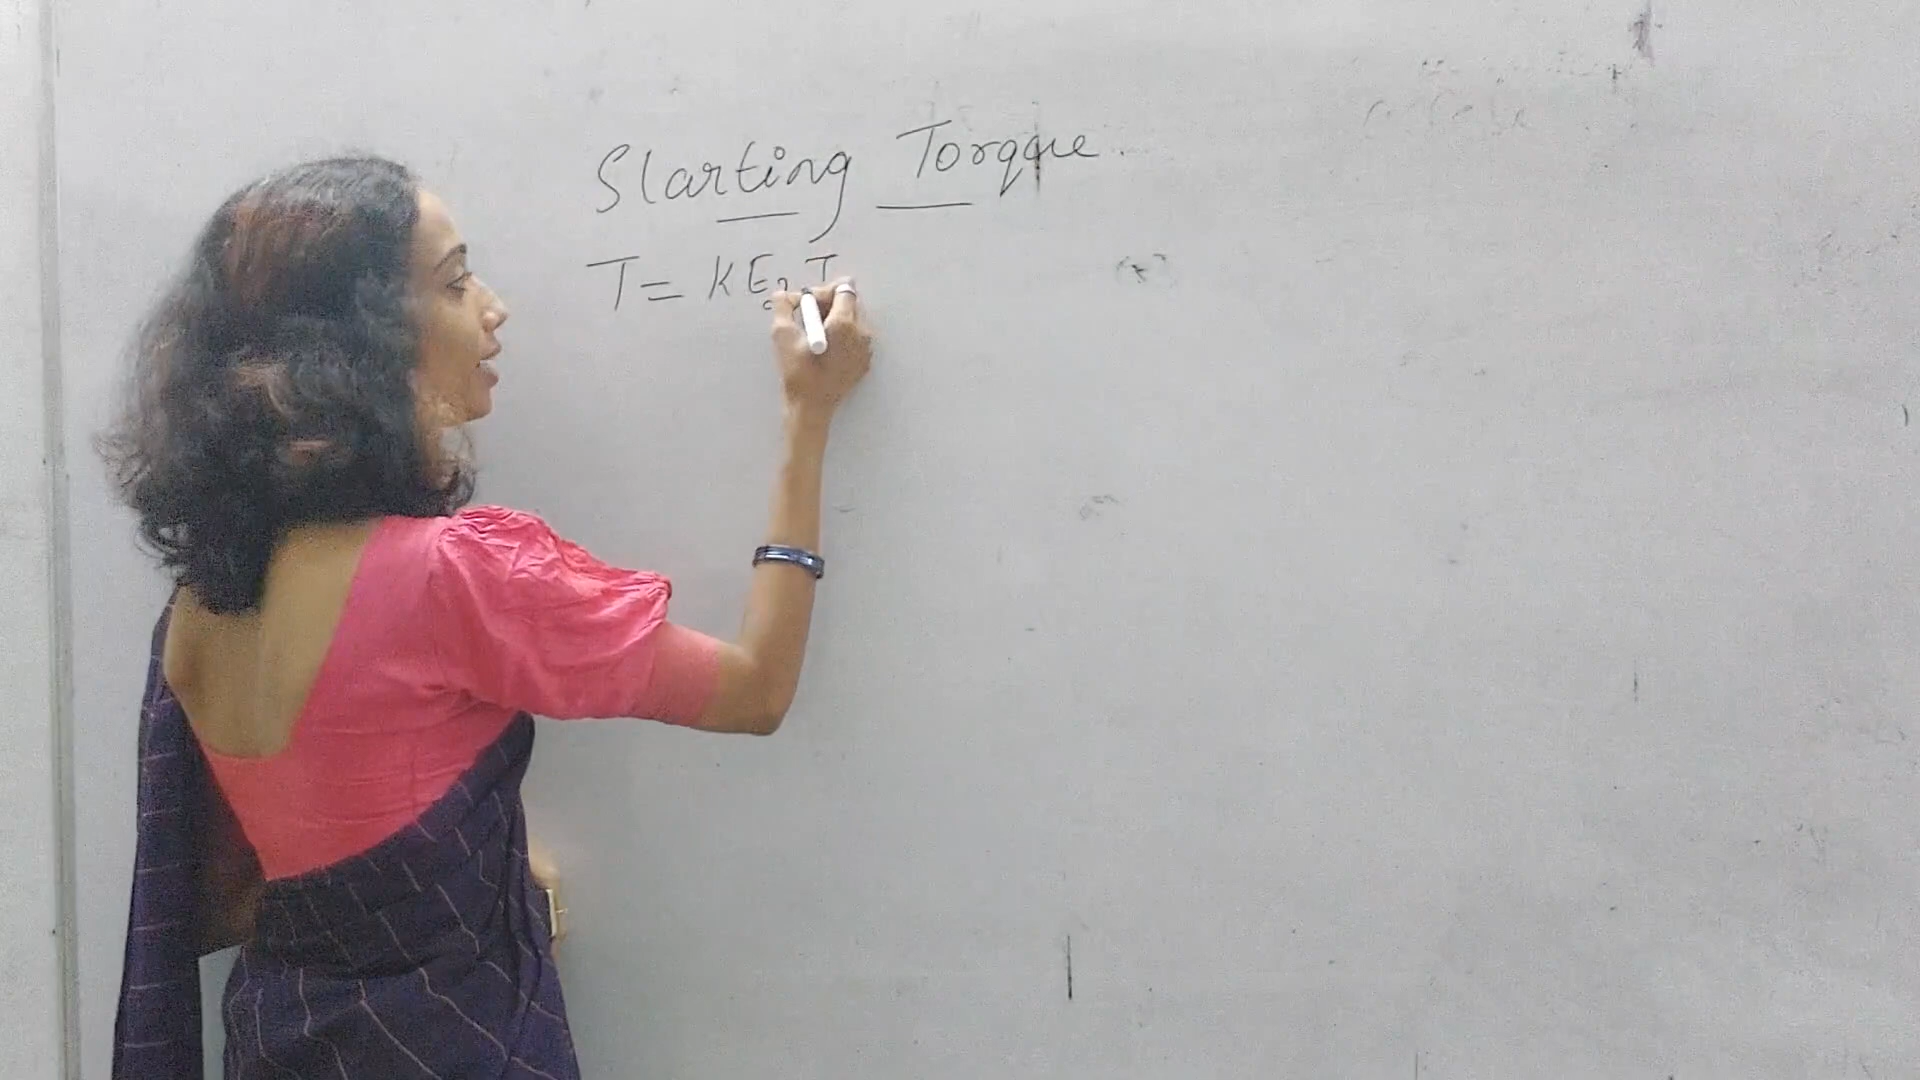 Starting Torque.
T = KE2 I